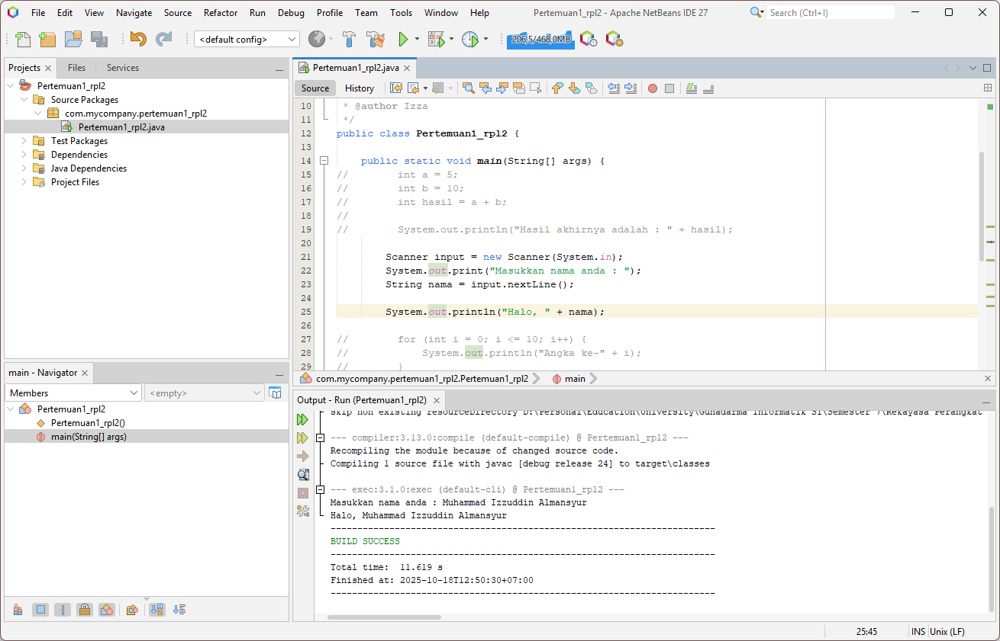 File Edit View Navigate Source Refactor Run Debug Profile Team Tools Window Help
Pertemuan1_rpl2 - Apache NetBeans IDE 27
Search (Ctrl+I)
<default config>
206,5/468,0MB
Projects
Files
Services
Pertemuan1_rpl2
Source Packages
com.mycompany.pertemuan1_rpl2
Pertemuan1_rpl2.java
Test Packages
Dependencies
Java Dependencies
Project Files
main - Navigator
Members
<empty>
Pertemuan1_rpl2
Pertemuan1_rpl2()
main(String[] args)
Pertemuan1_rpl2.java
Source
History
10 * @author Izza
11 */
12 public class Pertemuan1_rpl2 {
13
14 public static void main(String[] args) {
15 // int a = 5;
16 // int b = 10;
17 // int hasil = a + b;
18 //
19 // System.out.println("Hasil akhirnya adalah : " + hasil);
20
21 Scanner input = new Scanner(System.in);
22 System.out.print("Masukkan nama anda : ");
23 String nama = input.nextLine();
24
25 System.out.println("Halo, " + nama);
26
27 // for (int i = 0; i <= 10; i++) {
28 // System.out.println("Angka ke-" + i);
29 // }
com.mycompany.pertemuan1_rpl2.Pertemuan1_rpl2
main
Output - Run (Pertemuan1_rpl2)
skip non existing resourceDirectory D:\Personal\Education\University\Gunadarma Informatik S1\Semester 7\Rekayasa Perangkat
--- compiler:3.13.0:compile (default-compile) @ Pertemuan1_rpl2 ---
Recompiling the module because of changed source code.
Compiling 1 source file with javac [debug release 24] to target\classes
--- exec:3.1.0:exec (default-cli) @ Pertemuan1_rpl2 ---
Masukkan nama anda : Muhammad Izzuddin Almansyur
Halo, Muhammad Izzuddin Almansyur
------------------------------------------------------------------------
BUILD SUCCESS
------------------------------------------------------------------------
Total time:  11.619 s
Finished at: 2025-10-18T12:50:30+07:00
------------------------------------------------------------------------
25:45
INS
Unix (LF)